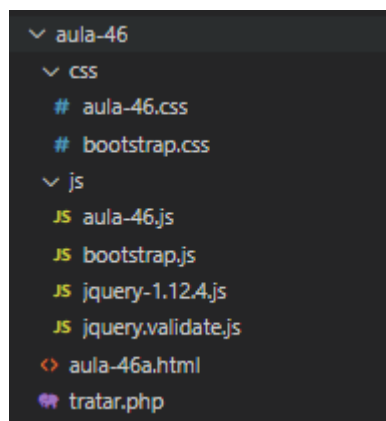 aula-46
css
# aula-46.css
# bootstrap.css
js
JS aula-46.js
JS bootstrap.js
JS jquery-1.12.4.js
JS jquery.validate.js
<> aula-46a.html
tratar.php